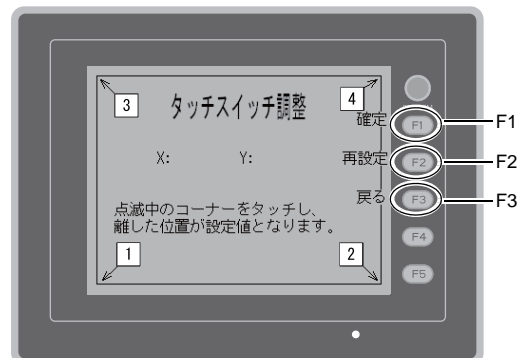 3
タッチスイッチ調整
4
確定 F1 F1
X: Y: 再設定 F2 F2
戻る F3 F3
点滅中のコーナーをタッチし、
離した位置が設定値となります。
F4
1 2
F5